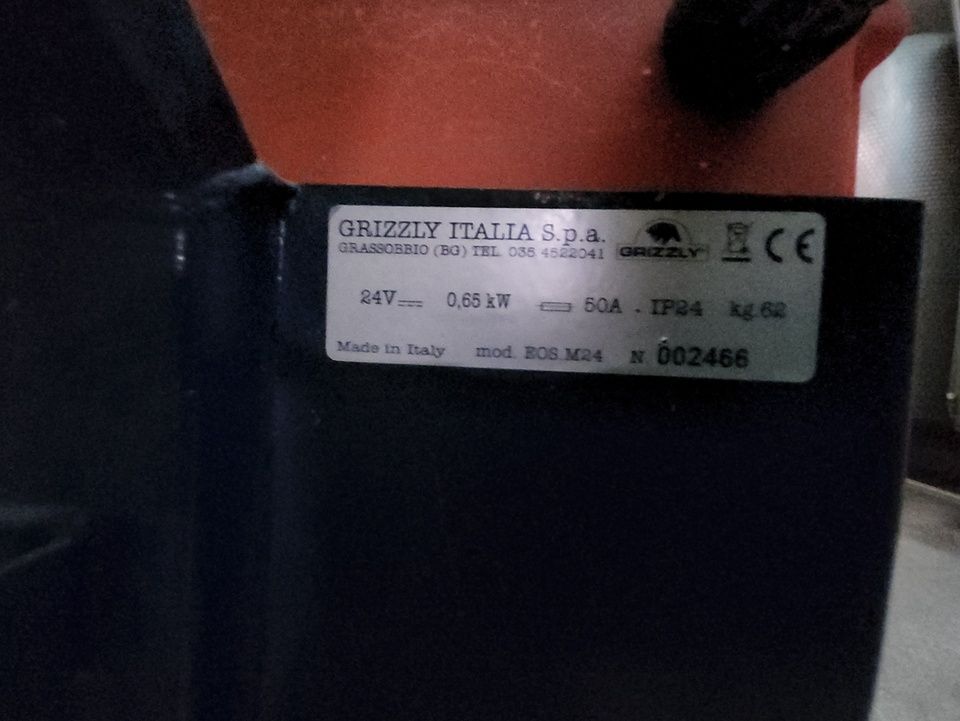 GRIZZLY ITALIA S.p.a.
GRASSOBBIO (BG) TEL. 035 4522041
GRIZZLY
CE
24V 0,65 kW 50A . IP24 kg.62
Made in Italy mod. EOS M24 N. 002466